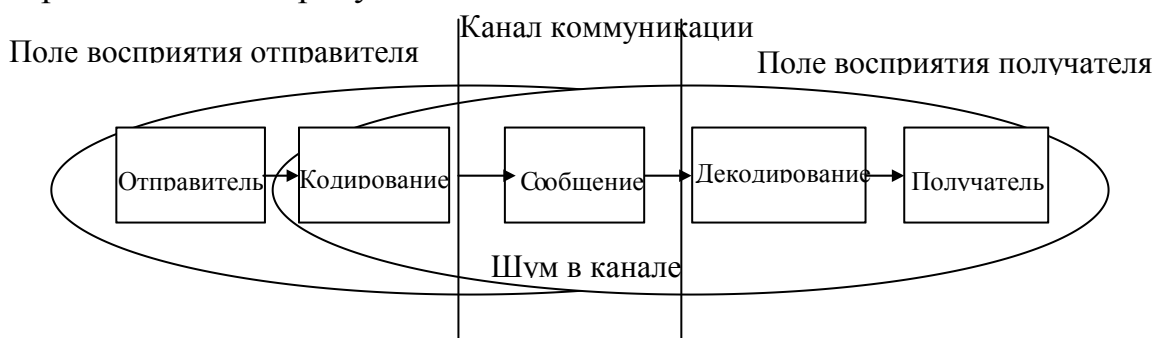 Канал коммуникации
Поле восприятия отправителя
Поле восприятия получателя
Отправитель
Кодирование
Сообщение
Декодирование
Получатель
Шум в канале